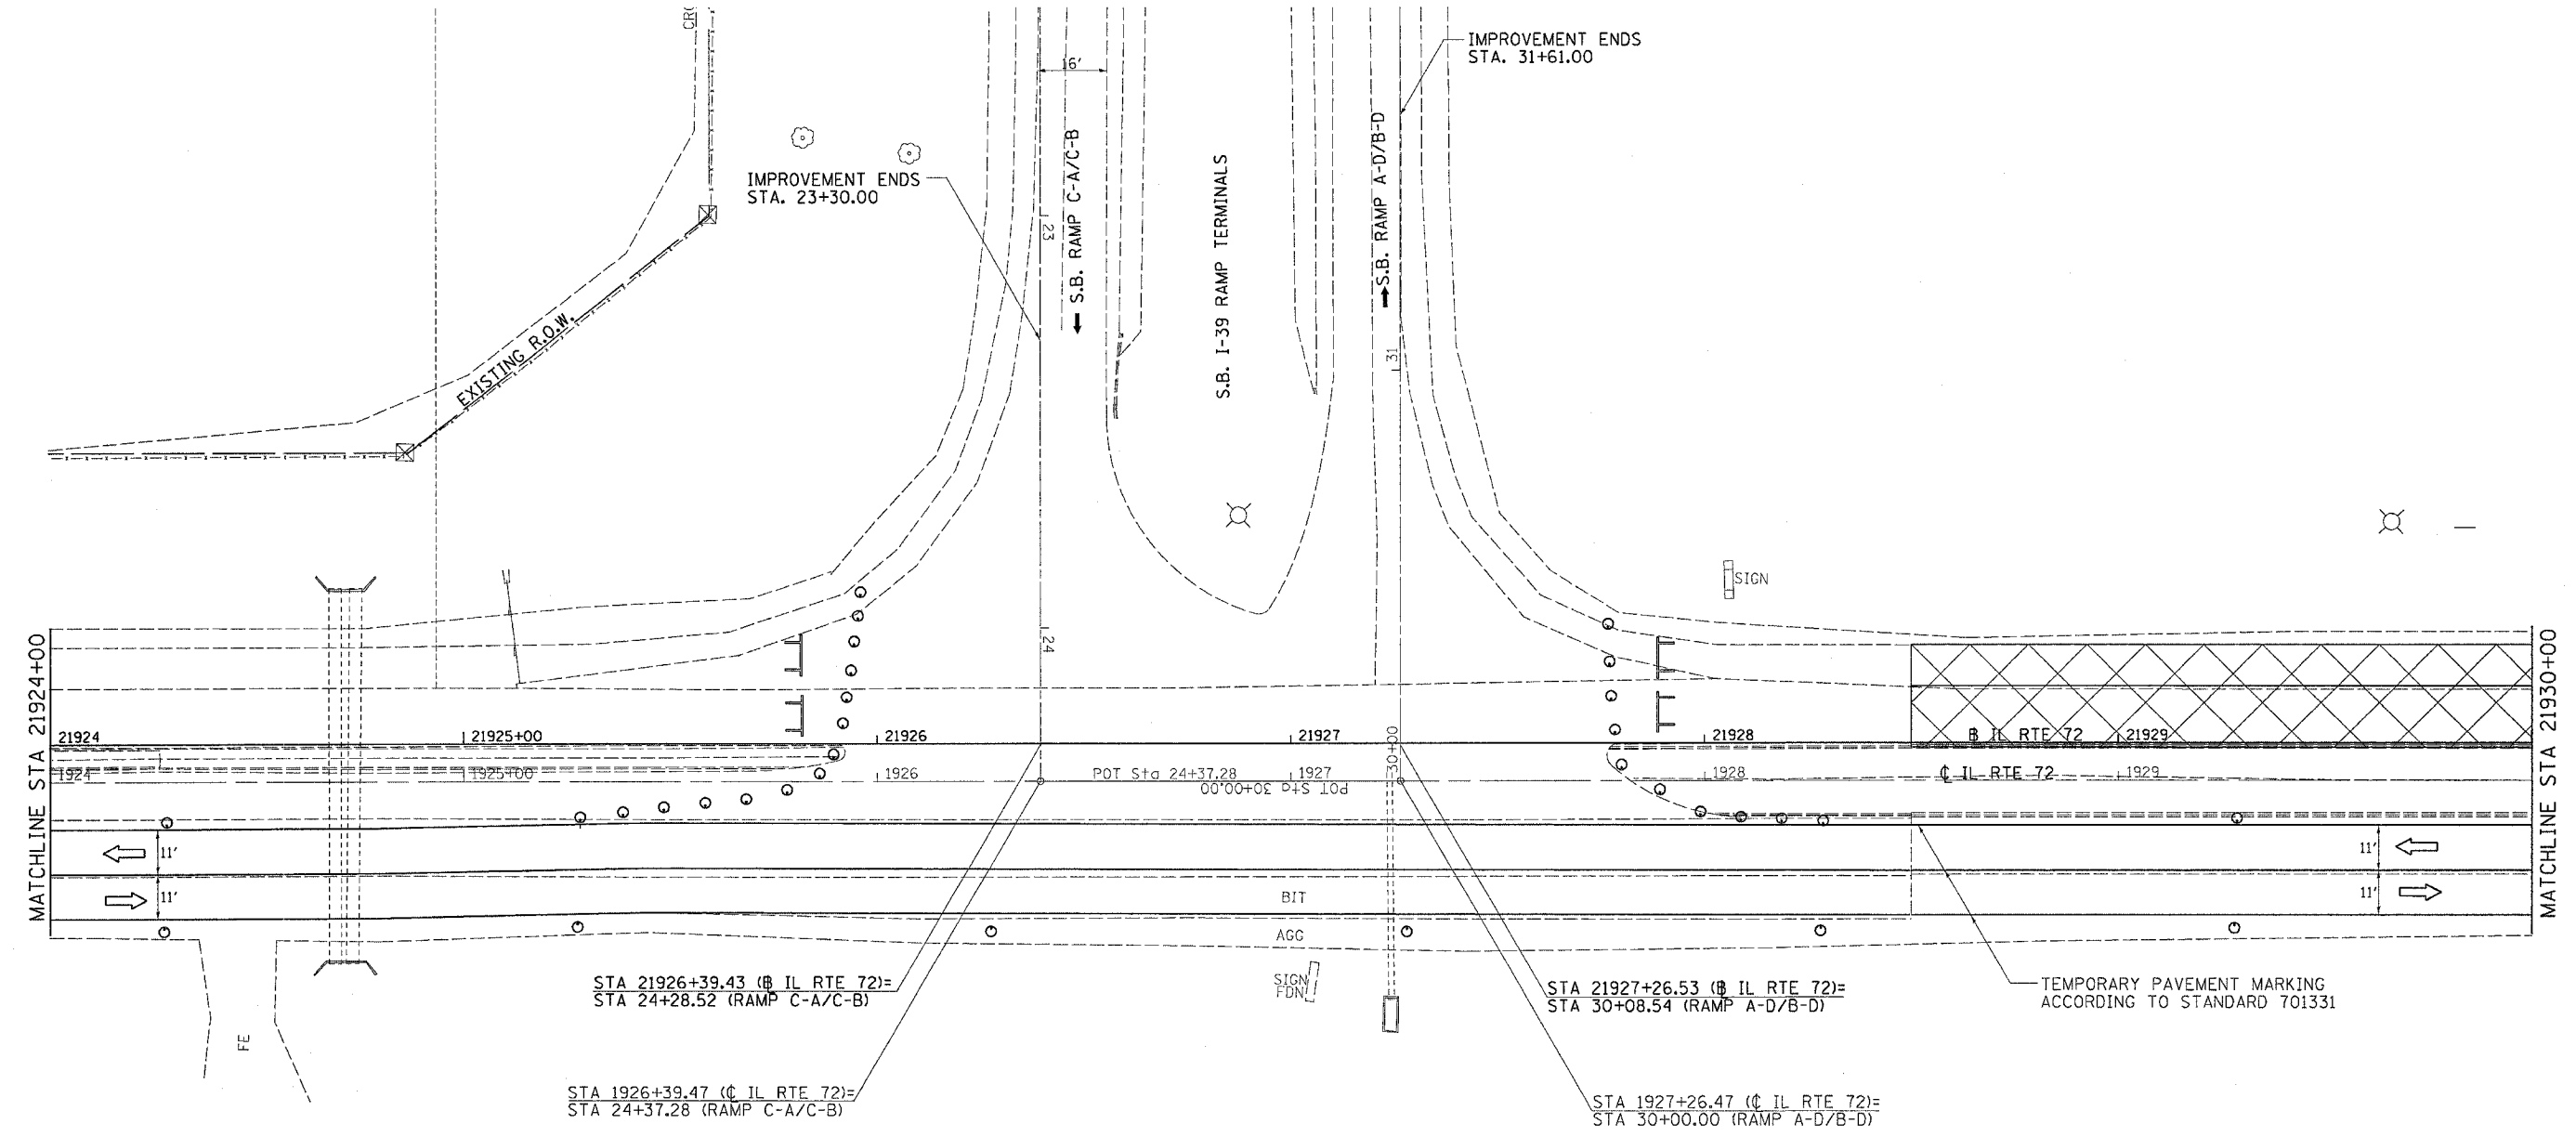 CRO
IMPROVEMENT ENDS
STA. 31+61.00
16'
IMPROVEMENT ENDS
STA. 23+30.00
23
S.B. RAMP C-A/C-B
S.B. I-39 RAMP TERMINALS
S.B. RAMP A-D/B-D
31
EXISTING R.O.W.
24
SIGN
MATCHLINE STA 21924+00
MATCHLINE STA 21930+00
21924
21925+00
21926
21927
30+00
21928
B IL RTE 72
21929
1924
1925+00
1926
POT Sta 24+37.28
1927
POT Sta 30+00.00
1928
℄ IL RTE 72
1929
11'
11'
11'
11'
BIT
AGG
SIGN
FDN
FE
STA 21926+39.43 (B IL RTE 72)=
STA 24+28.52 (RAMP C-A/C-B)
STA 21927+26.53 (B IL RTE 72)=
STA 30+08.54 (RAMP A-D/B-D)
TEMPORARY PAVEMENT MARKING
ACCORDING TO STANDARD 701331
STA 1926+39.47 (℄ IL RTE 72)=
STA 24+37.28 (RAMP C-A/C-B)
STA 1927+26.47 (℄ IL RTE 72)=
STA 30+00.00 (RAMP A-D/B-D)